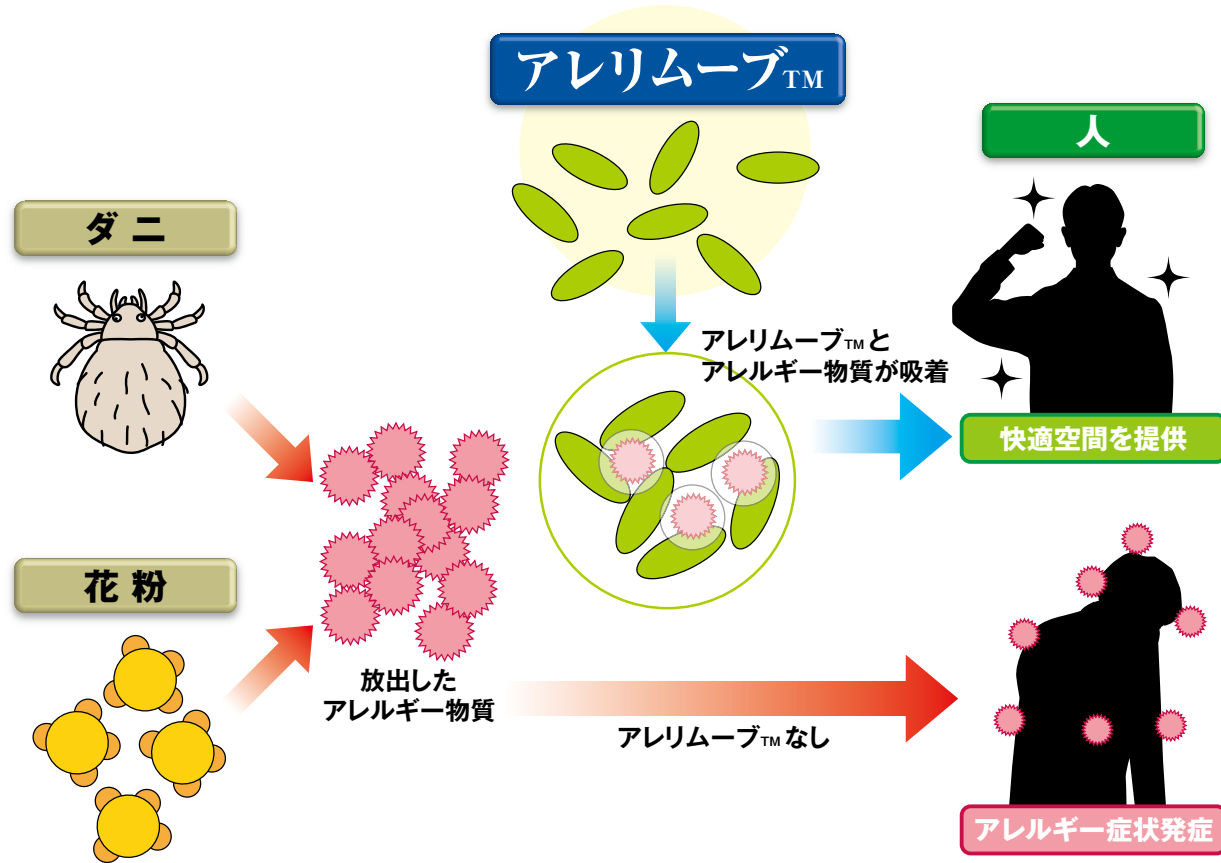 アレリムーブTM
人
ダニ
アレリムーブTMと
アレルギー物質が吸着
快適空間を提供
花粉
放出した
アレルギー物質
アレリムーブTMなし
アレルギー症状発症